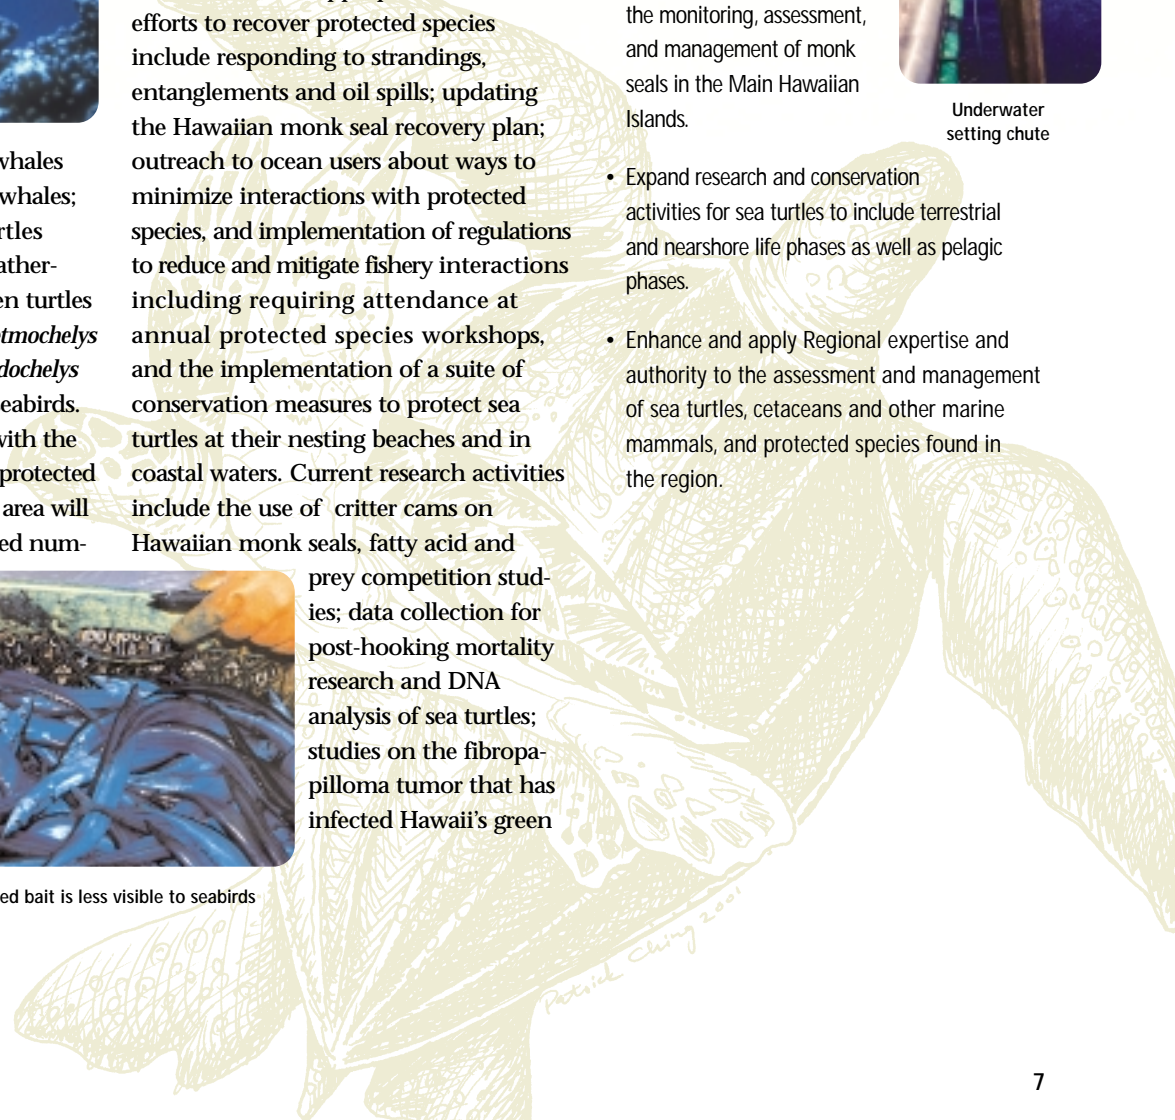 whales
whales;
rtles
ather-
en turtles
tmochelys
dochelys
eabirds.
with the
protected
area will
ed num-
ed bait is less visible to seabirds
efforts to recover protected species
include responding to strandings,
entanglements and oil spills; updating
the Hawaiian monk seal recovery plan;
outreach to ocean users about ways to
minimize interactions with protected
species, and implementation of regulations
to reduce and mitigate fishery interactions
including requiring attendance at
annual protected species workshops,
and the implementation of a suite of
conservation measures to protect sea
turtles at their nesting beaches and in
coastal waters. Current research activities
include the use of critter cams on
Hawaiian monk seals, fatty acid and
prey competition stud-
ies; data collection for
post-hooking mortality
research and DNA
analysis of sea turtles;
studies on the fibropa-
pilloma tumor that has
infected Hawaii's green
the monitoring, assessment,
and management of monk
seals in the Main Hawaiian
Islands.
• Expand research and conservation
activities for sea turtles to include terrestrial
and nearshore life phases as well as pelagic
phases.
• Enhance and apply Regional expertise and
authority to the assessment and management
of sea turtles, cetaceans and other marine
mammals, and protected species found in
the region.
Underwater
setting chute
Patrick Ching 2001
7